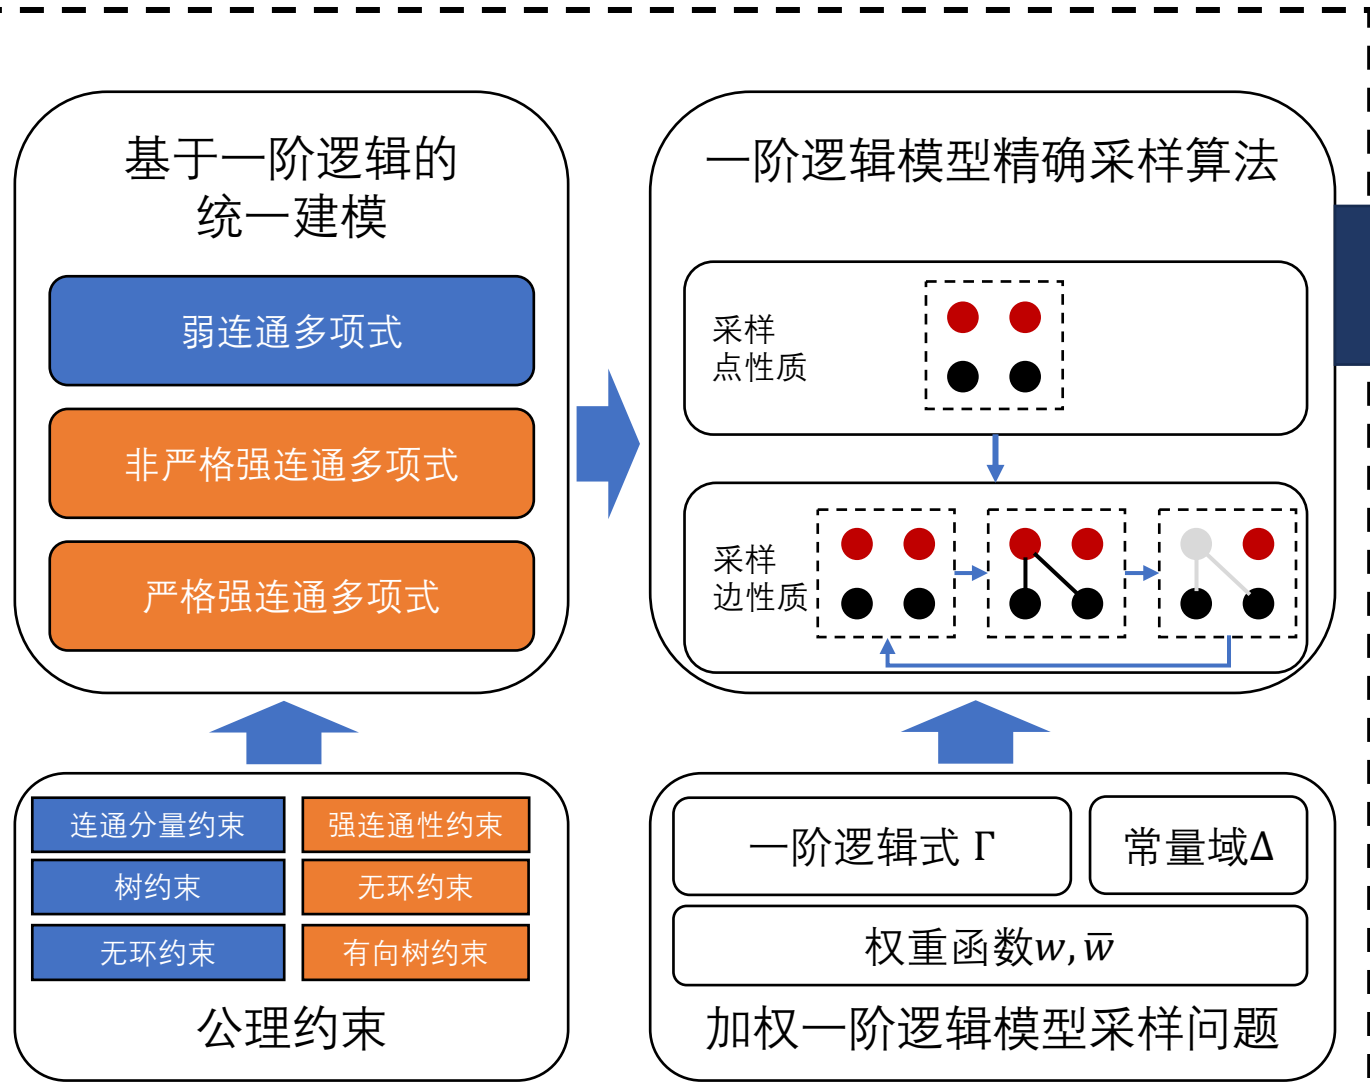 基于一阶逻辑的
统一建模
弱连通多项式
非严格强连通多项式
严格强连通多项式
一阶逻辑模型精确采样算法
采样
点性质
采样
边性质
连通分量约束
强连通性约束
树约束
无环约束
无环约束
有向树约束
公理约束
一阶逻辑式 Γ
常量域Δ
权重函数w, w̅
加权一阶逻辑模型采样问题